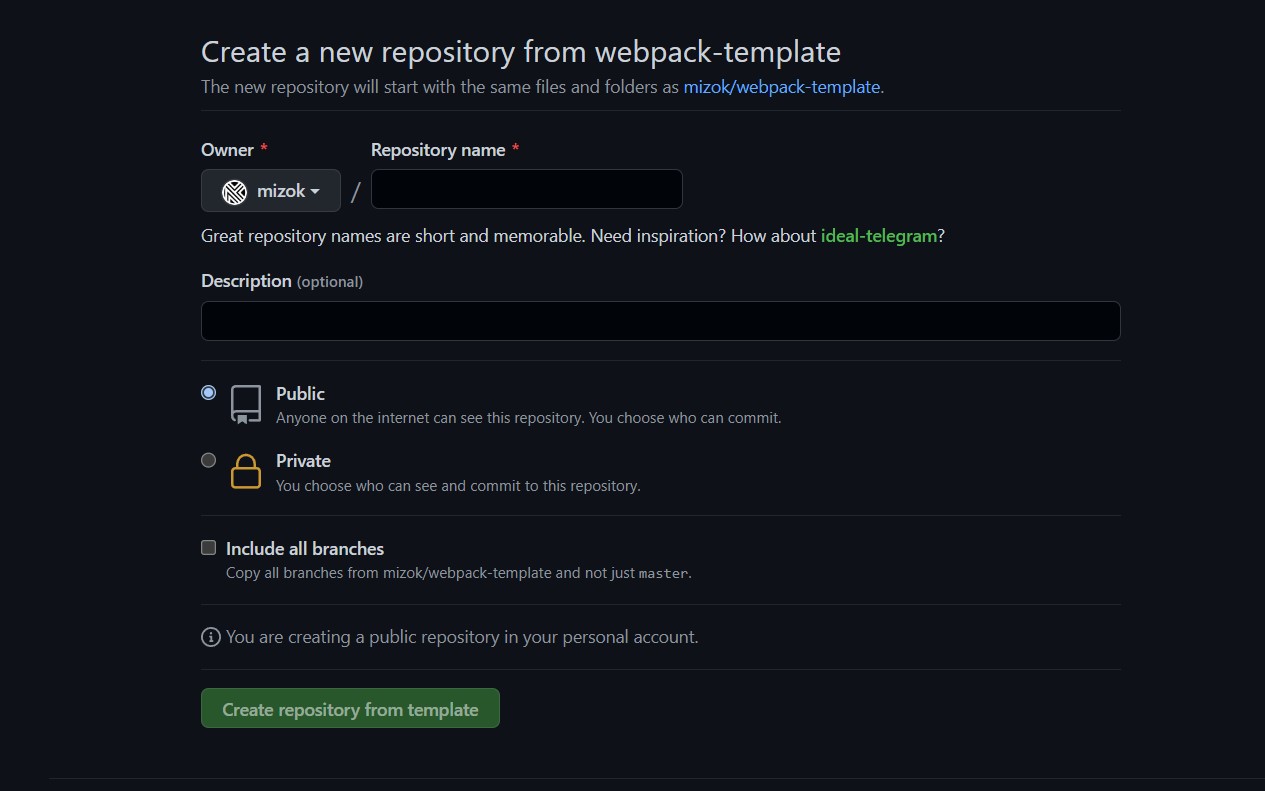 Create a new repository from webpack-template
The new repository will start with the same files and folders as mizok/webpack-template.
Owner * Repository name *
mizok /
Great repository names are short and memorable. Need inspiration? How about ideal-telegram?
Description (optional)
Public
Anyone on the internet can see this repository. You choose who can commit.
Private
You choose who can see and commit to this repository.
Include all branches
Copy all branches from mizok/webpack-template and not just master.
You are creating a public repository in your personal account.
Create repository from template